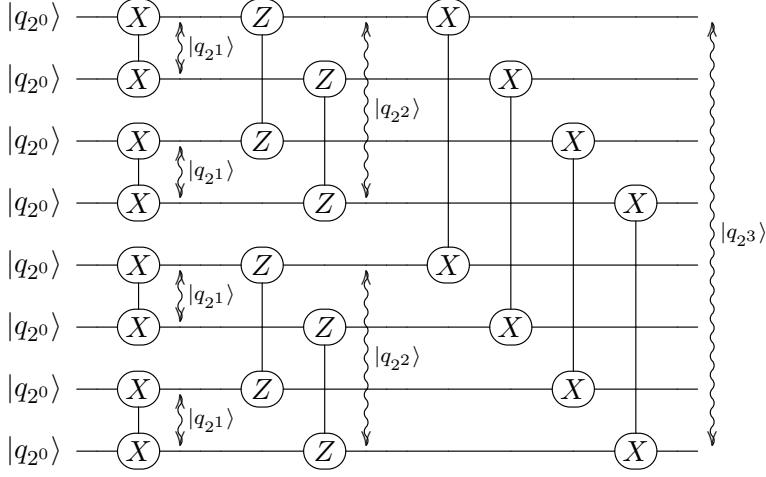 |q_{2^0}⟩ X Z X
|q_{2^1}⟩
|q_{2^0}⟩ X Z X
|q_{2^2}⟩
|q_{2^0}⟩ X Z X
|q_{2^1}⟩
|q_{2^0}⟩ X Z X
|q_{2^3}⟩
|q_{2^0}⟩ X Z X
|q_{2^1}⟩
|q_{2^0}⟩ X Z X
|q_{2^2}⟩
|q_{2^0}⟩ X Z X
|q_{2^1}⟩
|q_{2^0}⟩ X Z X